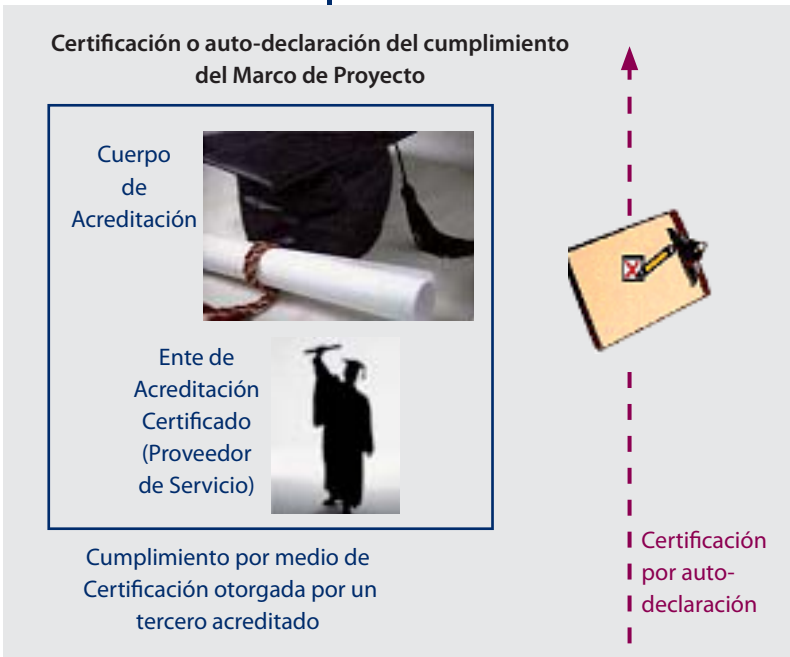 Certificación o auto-declaración del cumplimiento
del Marco de Proyecto
Cuerpo
de
Acreditación
Ente de
Acreditación
Certificado
(Proveedor
de Servicio)
Cumplimiento por medio de
Certificación otorgada por un
tercero acreditado
Certificación
por auto-
declaración